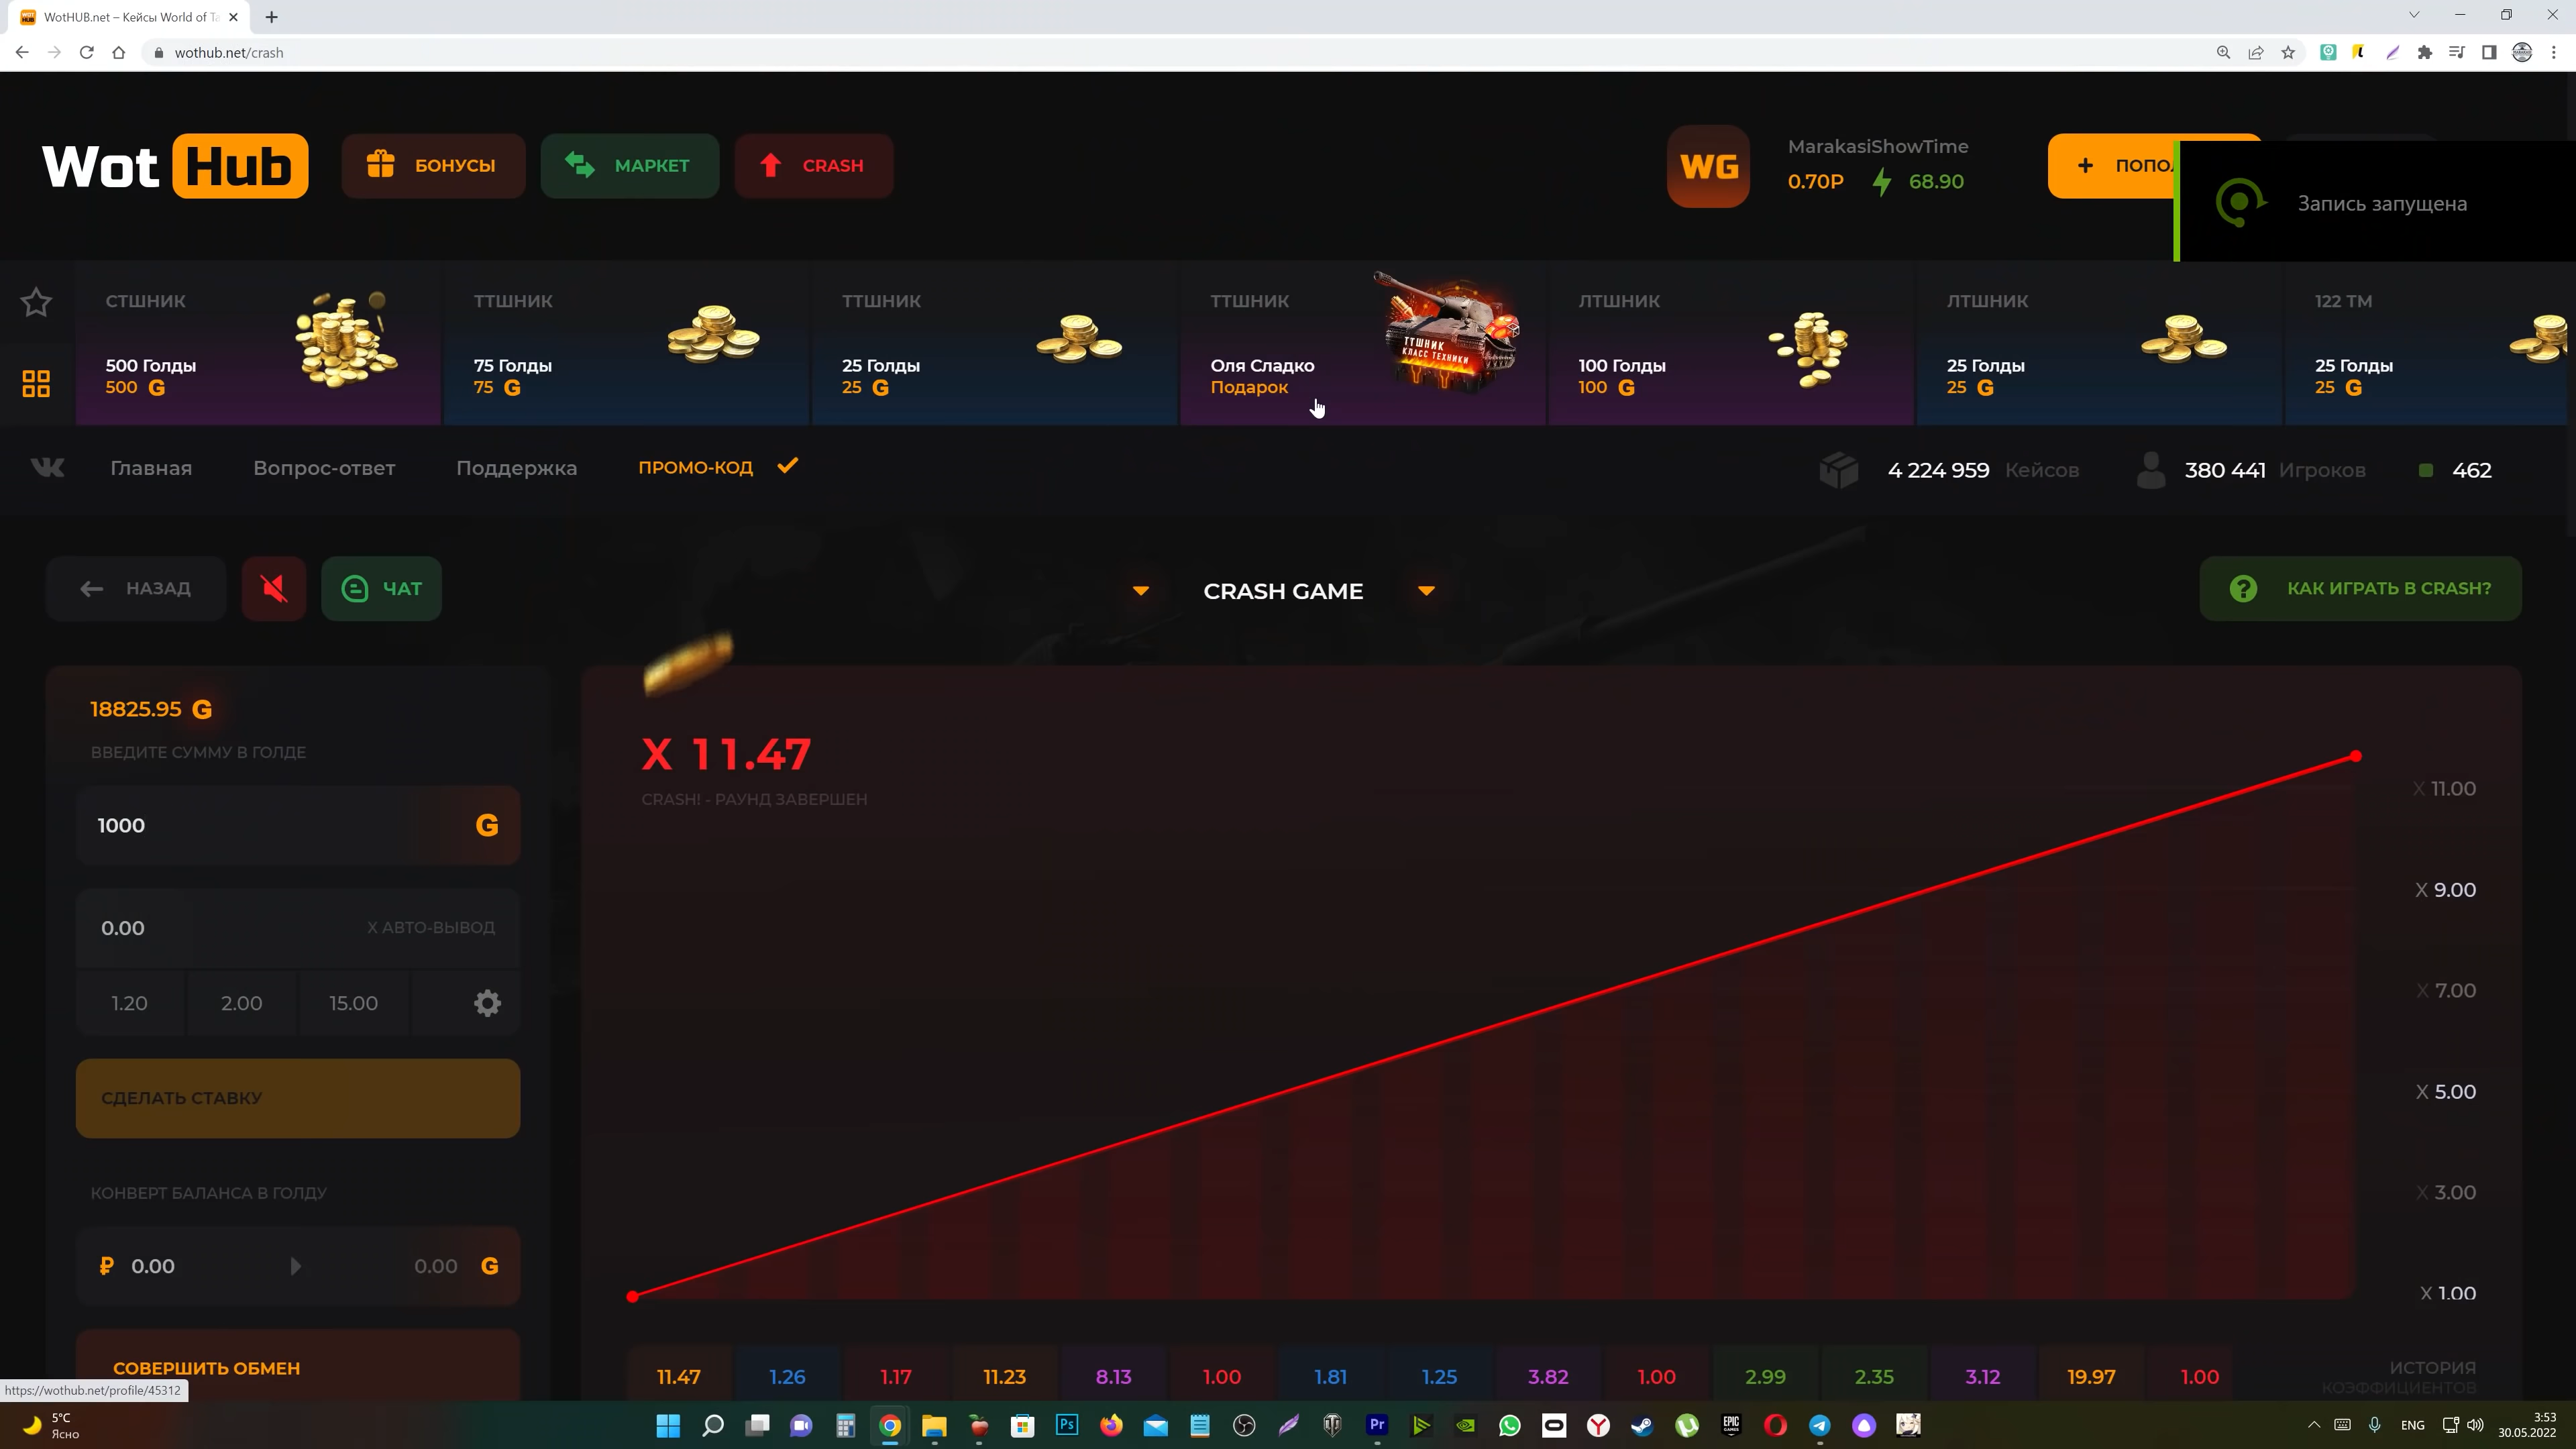 WotHUB.net – Кейсы World of Ta
wothub.net/crash
Wot Hub
БОНУСЫ
МАРКЕТ
CRASH
WG
MarakasiShowTime
0.70Р 68.90
Запись запущена
СТШНИК
500 Голды
500 G
ТТШНИК
75 Голды
75 G
ТТШНИК
25 Голды
25 G
ТТШНИК
Оля Сладко
Подарок
ТТШНИК
КЛАСС ТЕХНИКИ
ЛТШНИК
100 Голды
100 G
ЛТШНИК
25 Голды
25 G
122 TM
25 Голды
25 G
Главная
Вопрос-ответ
Поддержка
ПРОМО-КОД
4 224 959 Кейсов
380 441 Игроков
462
НАЗАД
ЧАТ
CRASH GAME
КАК ИГРАТЬ В CRASH?
18825.95 G
ВВЕДИТЕ СУММУ В ГОЛДЕ
1000 G
0.00 X АВТО-ВЫВОД
1.20 2.00 15.00
СДЕЛАТЬ СТАВКУ
КОНВЕРТ БАЛАНСА В ГОЛДУ
₽ 0.00 0.00 G
СОВЕРШИТЬ ОБМЕН
X 11.47
CRASH! - РАУНД ЗАВЕРШЕН
X 11.00
X 9.00
X 7.00
X 5.00
X 3.00
X 1.00
11.47 1.26 1.17 11.23 8.13 1.00 1.81 1.25 3.82 1.00 2.99 2.35 3.12 19.97 1.00
ИСТОРИЯ
КОЭФФИЦИЕНТОВ
https://wothub.net/profile/45312
5°C
Ясно
Ps
Pr
EPIC GAMES
ENG
3:53
30.05.2022